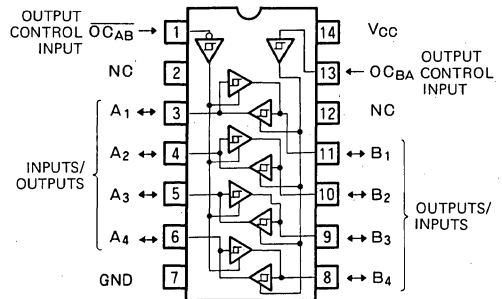 OUTPUT
CONTROL
INPUT
OCAB
1
14
VCC
NC
2
13
OCBA
OUTPUT
CONTROL
INPUT
A1
3
12
NC
A2
4
11
B1
INPUTS/
OUTPUTS
A3
5
10
B2
OUTPUTS/
INPUTS
A4
6
9
B3
GND
7
8
B4